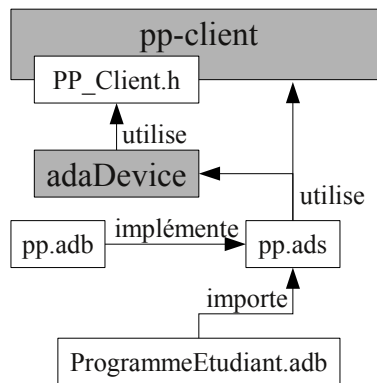 pp-client
PP_Client.h
utilise
adaDevice
utilise
pp.adb
implémente
pp.ads
importe
ProgrammeEtudiant.adb